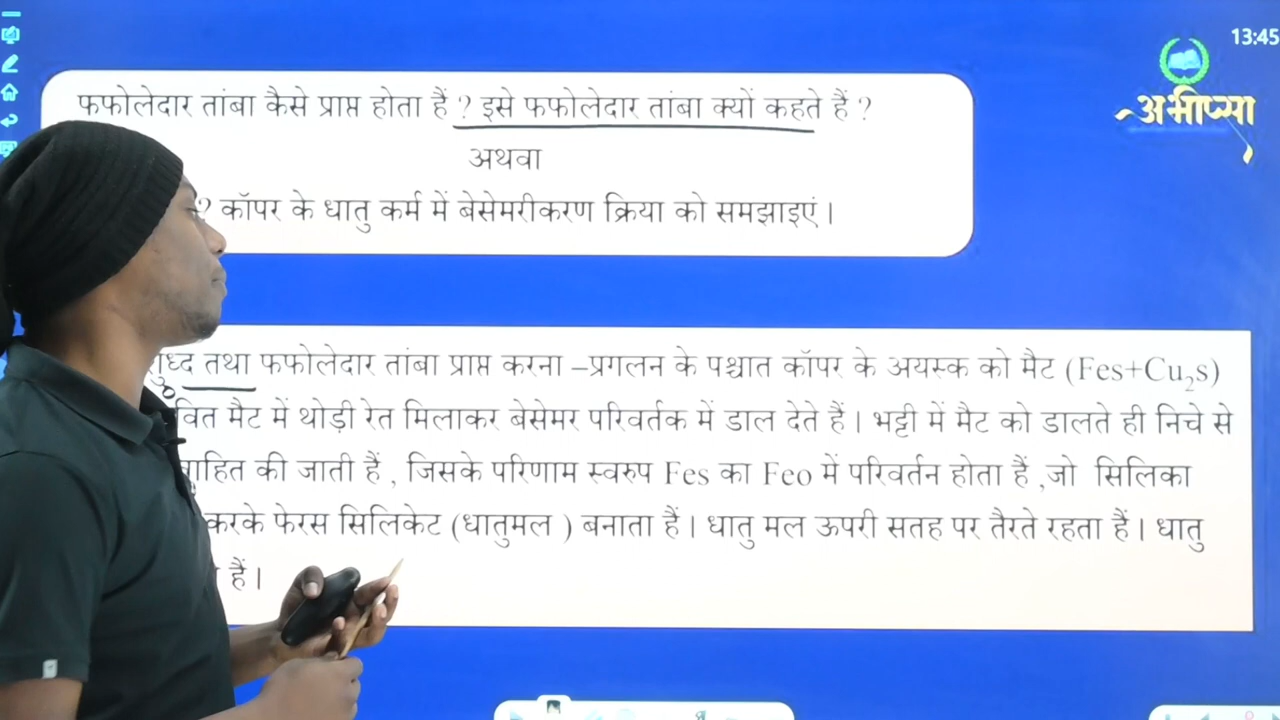 13:45
अभीप्सा
फफोलेदार तांबा कैसे प्राप्त होता हैं ? इसे फफोलेदार तांबा क्यों कहते हैं ?
अथवा
? कॉपर के धातु कर्म में बेसेमरीकरण क्रिया को समझाइएं।
तथा फफोलेदार तांबा प्राप्त करना –प्रगलन के पश्चात कॉपर के अयस्क को मैट (Fes+Cu₂s)
मैट में थोड़ी रेत मिलाकर बेसेमर परिवर्तक में डाल देते हैं। भट्टी में मैट को डालते ही निचे से
की जाती हैं , जिसके परिणाम स्वरुप Fes का Feo में परिवर्तन होता हैं ,जो सिलिका
करके फेरस सिलिकेट (धातुमल ) बनाता हैं। धातु मल ऊपरी सतह पर तैरते रहता हैं। धातु
हैं।